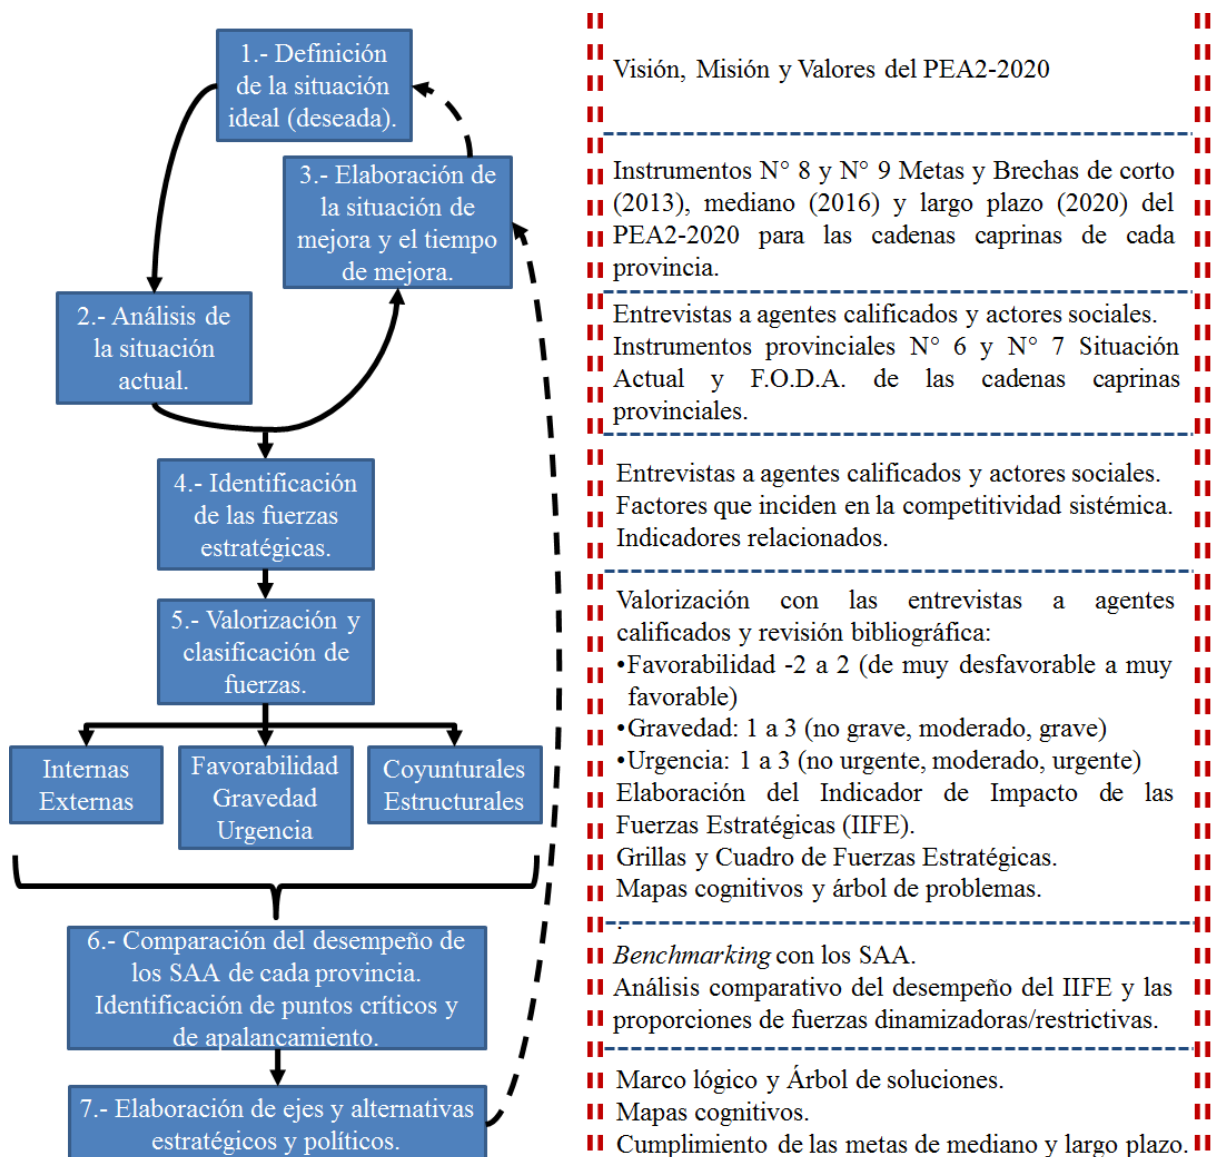 1.- Definición
de la situación
ideal (deseada).
3.- Elaboración de
la situación de
mejora y el tiempo
de mejora.
2.- Análisis de
la situación
actual.
4.- Identificación
de las fuerzas
estratégicas.
5.- Valorización y
clasificación de
fuerzas.
Internas
Externas
Favorabilidad
Gravedad
Urgencia
Coyunturales
Estructurales
6.- Comparación del desempeño de
los SAA de cada provincia.
Identificación de puntos críticos y
de apalancamiento.
7.- Elaboración de ejes y alternativas
estratégicos y políticos.
Visión, Misión y Valores del PEA2-2020
Instrumentos N° 8 y N° 9 Metas y Brechas de corto
(2013), mediano (2016) y largo plazo (2020) del
PEA2-2020 para las cadenas caprinas de cada
provincia.
Entrevistas a agentes calificados y actores sociales.
Instrumentos provinciales N° 6 y N° 7 Situación
Actual y F.O.D.A. de las cadenas caprinas
provinciales.
Entrevistas a agentes calificados y actores sociales.
Factores que inciden en la competitividad sistémica.
Indicadores relacionados.
Valorización con las entrevistas a agentes
calificados y revisión bibliográfica:
•Favorabilidad -2 a 2 (de muy desfavorable a muy
favorable)
•Gravedad: 1 a 3 (no grave, moderado, grave)
•Urgencia: 1 a 3 (no urgente, moderado, urgente)
Elaboración del Indicador de Impacto de las
Fuerzas Estratégicas (IIFE).
Grillas y Cuadro de Fuerzas Estratégicas.
Mapas cognitivos y árbol de problemas.
.
Benchmarking con los SAA.
Análisis comparativo del desempeño del IIFE y las
proporciones de fuerzas dinamizadoras/restrictivas.
Marco lógico y Árbol de soluciones.
Mapas cognitivos.
Cumplimiento de las metas de mediano y largo plazo.